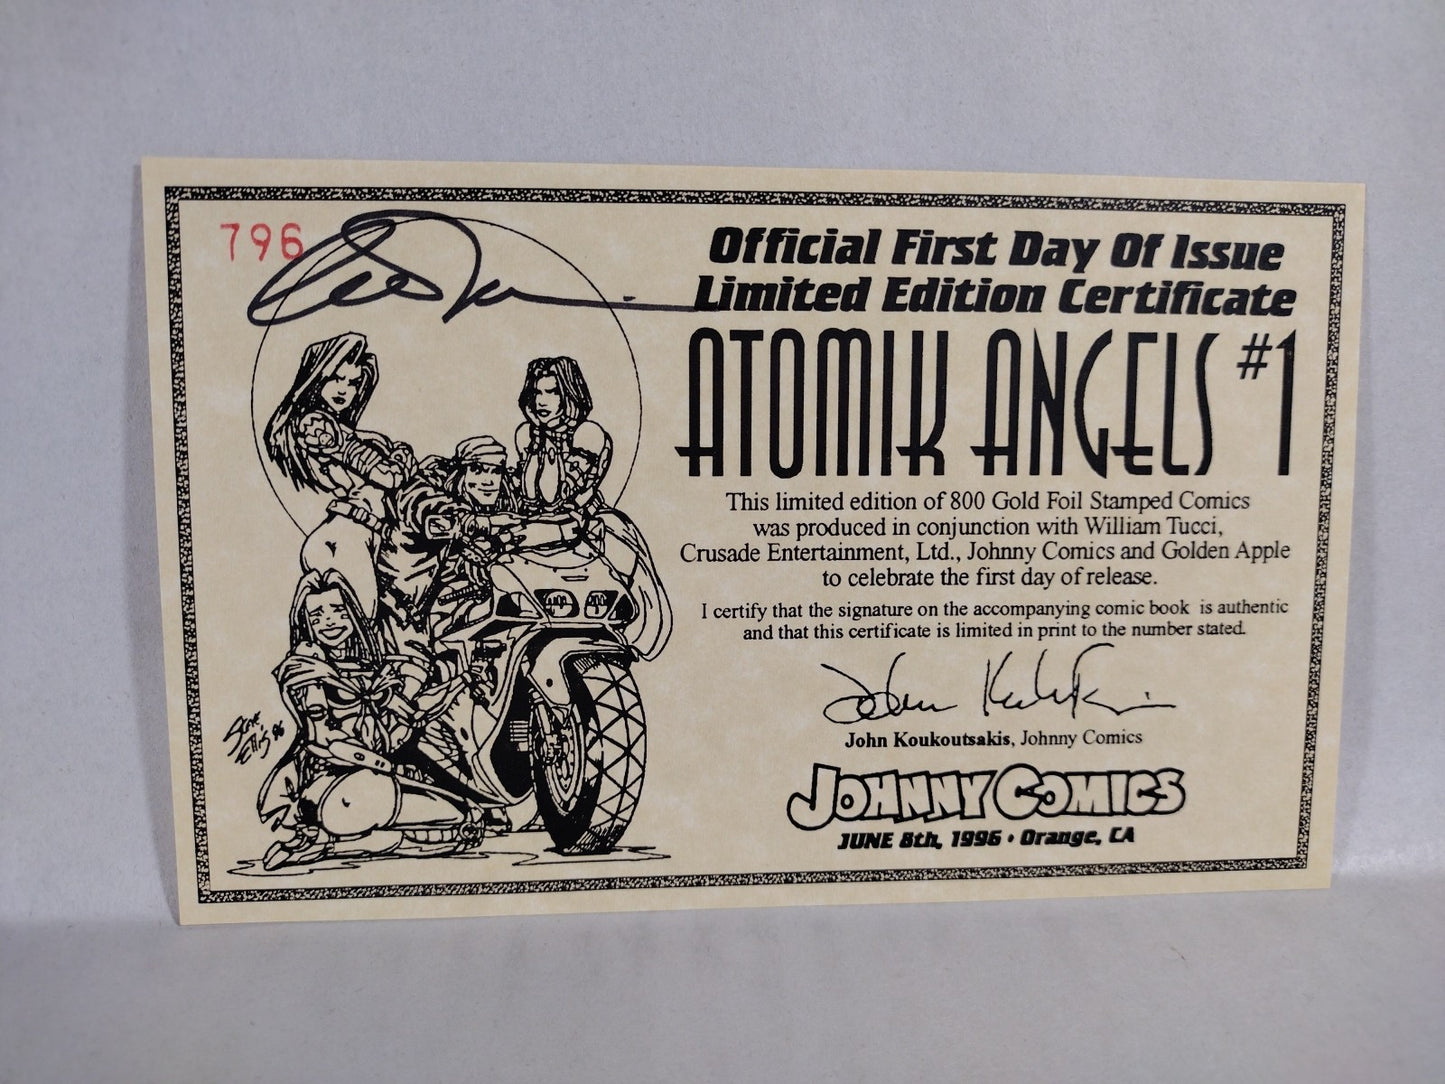 796
Official First Day Of Issue
Limited Edition Certificate
ATOMIK ANGELS #1
This limited edition of 800 Gold Foil Stamped Comics
was produced in conjunction with William Tucci,
Crusade Entertainment, Ltd., Johnny Comics and Golden Apple
to celebrate the first day of release.
I certify that the signature on the accompanying comic book is authentic
and that this certificate is limited in print to the number stated.
John Koukoutsakis, Johnny Comics
JOHNNY COMICS
JUNE 8th, 1996 • Orange, CA
Steve
Ellis 96